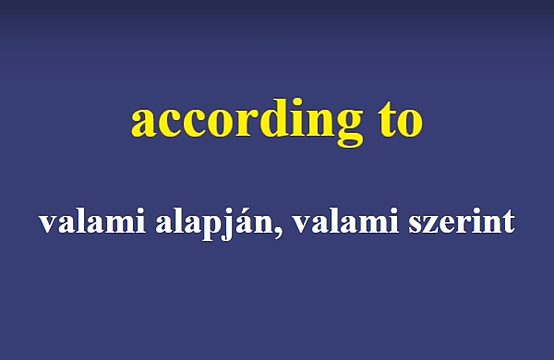 according to
valami alapján, valami szerint